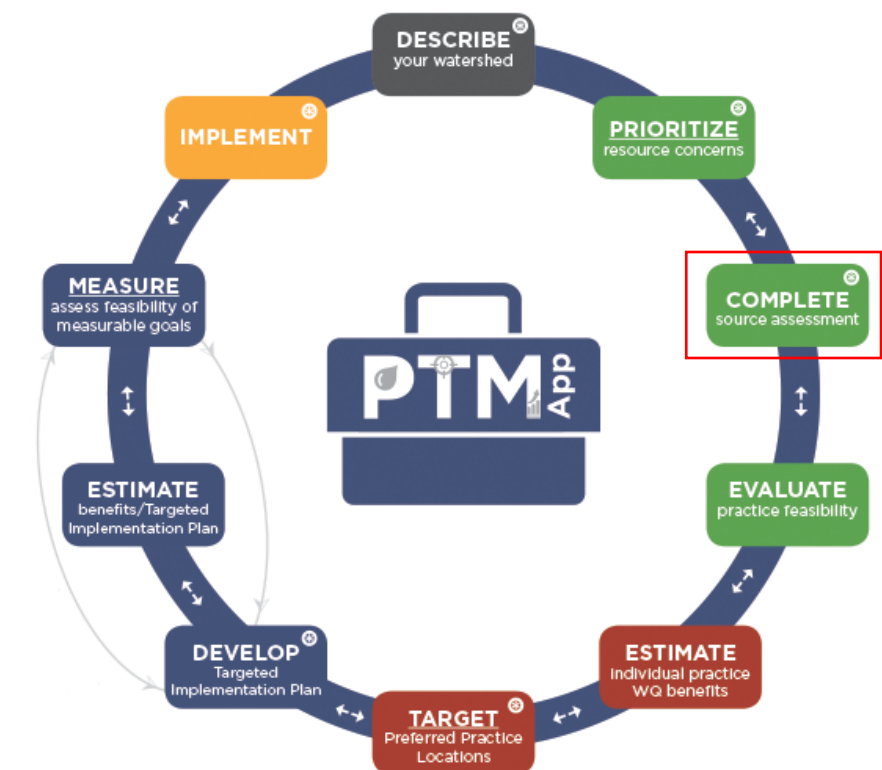 DESCRIBE
your watershed
PRIORITIZE
resource concerns
COMPLETE
source assessment
EVALUATE
practice feasibility
ESTIMATE
individual practice
WQ benefits
TARGET
Preferred Practice
Locations
DEVELOP
Targeted
Implementation Plan
ESTIMATE
benefits/Targeted
Implementation Plan
MEASURE
assess feasibility of
measurable goals
IMPLEMENT
PTM App